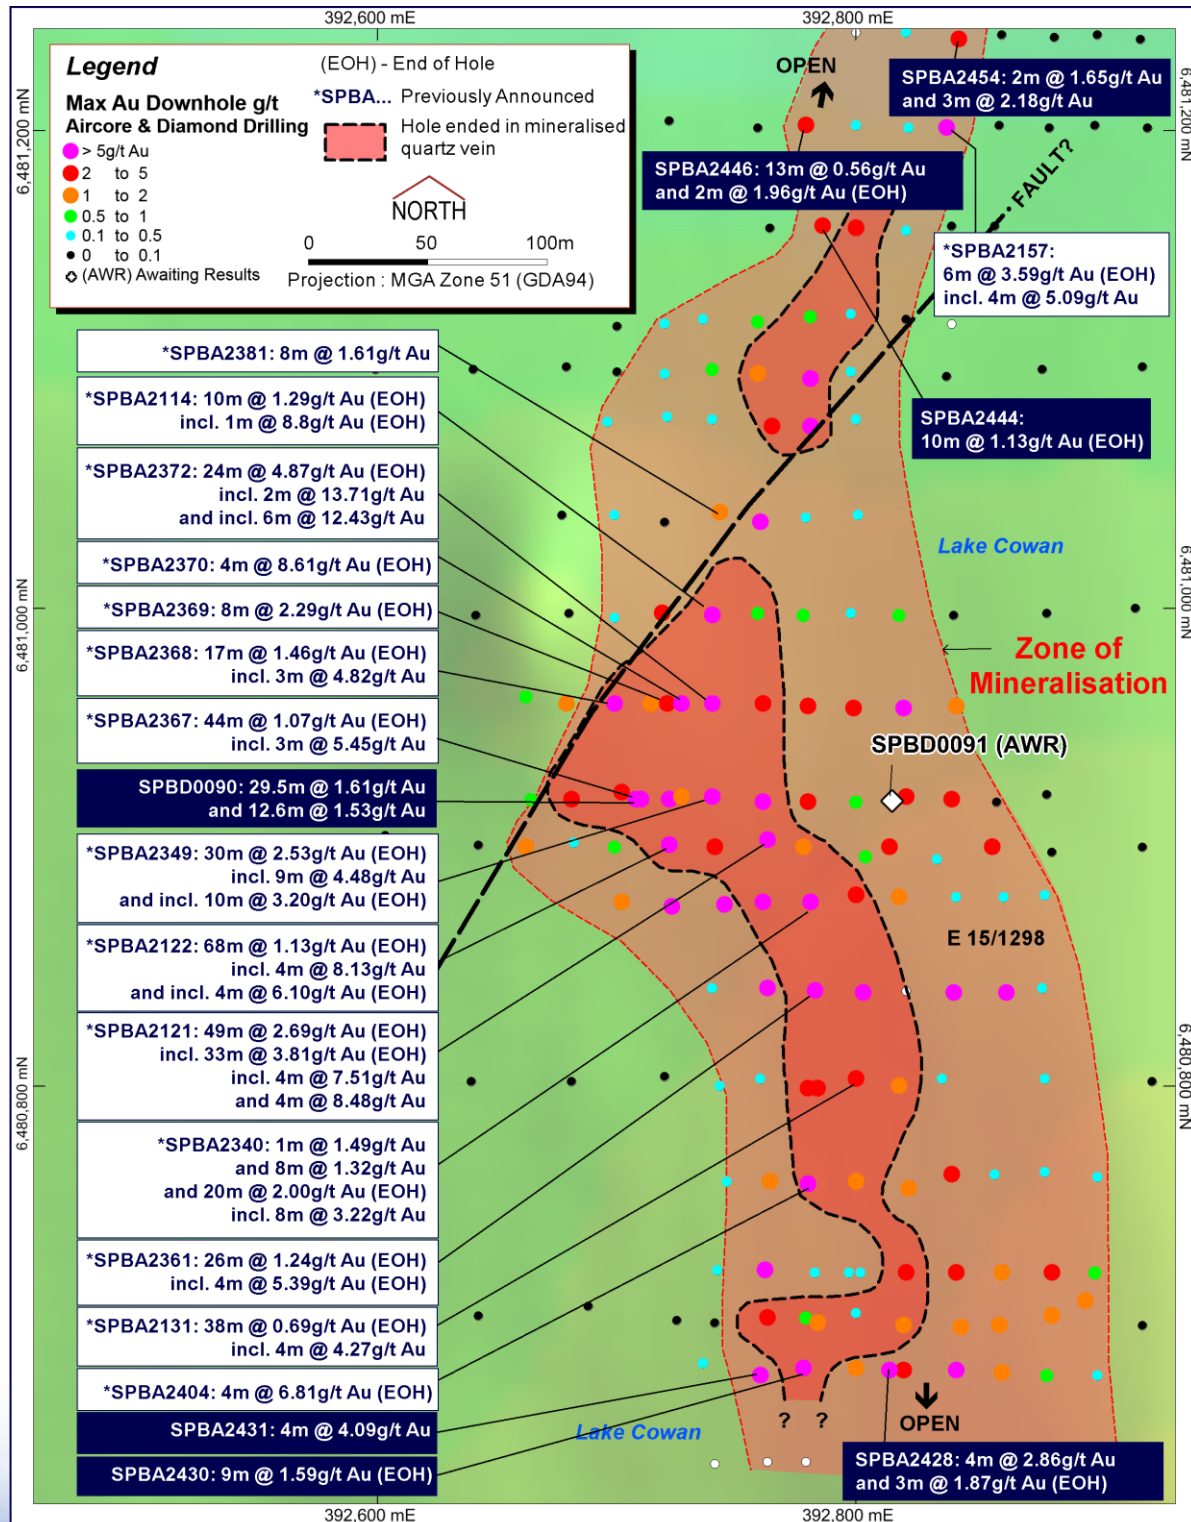 392,600 mE
392,800 mE
6,481,200 mN
6,481,200 mN
Legend
Max Au Downhole g/t
Aircore & Diamond Drilling
> 5g/t Au
2 to 5
1 to 2
0.5 to 1
0.1 to 0.5
0 to 0.1
(AWR) Awaiting Results
(EOH) - End of Hole
*SPBA... Previously Announced
Hole ended in mineralised
quartz vein
NORTH
0 50 100m
Projection : MGA Zone 51 (GDA94)
OPEN
SPBA2454: 2m @ 1.65g/t Au
and 3m @ 2.18g/t Au
SPBA2446: 13m @ 0.56g/t Au
and 2m @ 1.96g/t Au (EOH)
FAULT?
*SPBA2157:
6m @ 3.59g/t Au (EOH)
incl. 4m @ 5.09g/t Au
SPBA2444:
10m @ 1.13g/t Au (EOH)
*SPBA2381: 8m @ 1.61g/t Au
*SPBA2114: 10m @ 1.29g/t Au (EOH)
incl. 1m @ 8.8g/t Au (EOH)
*SPBA2372: 24m @ 4.87g/t Au (EOH)
incl. 2m @ 13.71g/t Au
and incl. 6m @ 12.43g/t Au
*SPBA2370: 4m @ 8.61g/t Au (EOH)
*SPBA2369: 8m @ 2.29g/t Au (EOH)
*SPBA2368: 17m @ 1.46g/t Au (EOH)
incl. 3m @ 4.82g/t Au
*SPBA2367: 44m @ 1.07g/t Au
incl. 3m @ 5.45g/t Au
SPBD0090: 29.5m @ 1.61g/t Au
and 12.6m @ 1.53g/t Au
*SPBA2349: 30m @ 2.53g/t Au (EOH)
incl. 9m @ 4.48g/t Au
and incl. 10m @ 3.20g/t Au (EOH)
*SPBA2122: 68m @ 1.13g/t Au (EOH)
incl. 4m @ 8.13g/t Au
and incl. 4m @ 6.10g/t Au (EOH)
*SPBA2121: 49m @ 2.69g/t Au (EOH)
incl. 33m @ 3.81g/t Au (EOH)
incl. 4m @ 7.51g/t Au
and 4m @ 8.48g/t Au
*SPBA2340: 1m @ 1.49g/t Au
and 8m @ 1.32g/t Au
and 20m @ 2.00g/t Au (EOH)
incl. 8m @ 3.22g/t Au
*SPBA2361: 26m @ 1.24g/t Au (EOH)
incl. 4m @ 5.39g/t Au (EOH)
*SPBA2131: 38m @ 0.69g/t Au (EOH)
incl. 4m @ 4.27g/t Au
*SPBA2404: 4m @ 6.81g/t Au (EOH)
SPBA2431: 4m @ 4.09g/t Au
SPBA2430: 9m @ 1.59g/t Au (EOH)
Lake Cowan
6,481,000 mN
6,481,000 mN
Zone of
Mineralisation
SPBD0091 (AWR)
E 15/1298
6,480,800 mN
6,480,800 mN
? ?
OPEN
Lake Cowan
SPBA2428: 4m @ 2.86g/t Au
and 3m @ 1.87g/t Au (EOH)
392,600 mE
392,800 mE